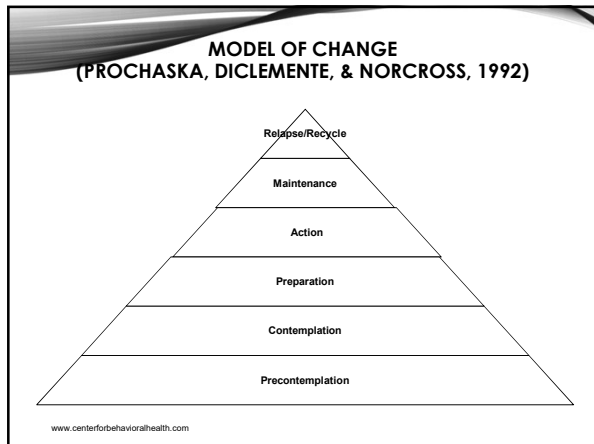 MODEL OF CHANGE
(PROCHASKA, DICLEMENTE, & NORCROSS, 1992)
Relapse/Recycle
Maintenance
Action
Preparation
Contemplation
Precontemplation
www.centerforbehavioralhealth.com